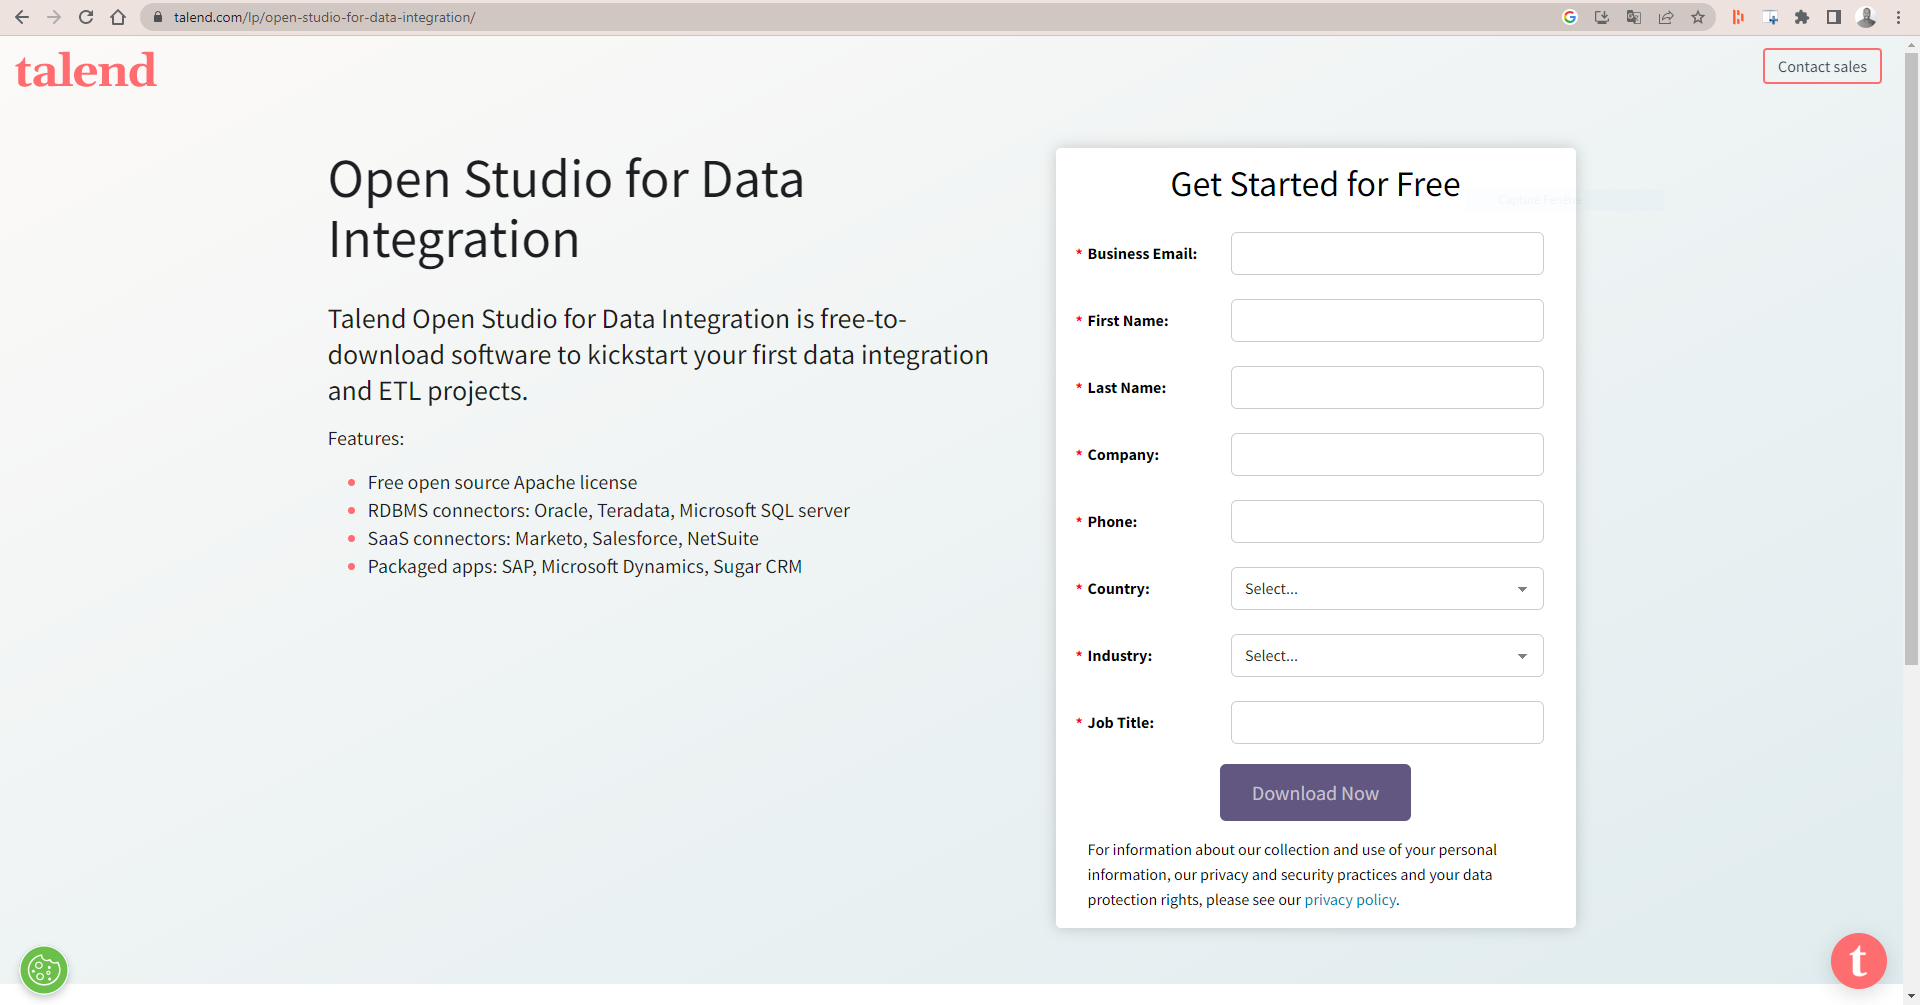 talend.com/lp/open-studio-for-data-integration/
talend
Contact sales
Open Studio for Data
Integration
Talend Open Studio for Data Integration is free-to-
download software to kickstart your first data integration
and ETL projects.
Features:
Free open source Apache license
RDBMS connectors: Oracle, Teradata, Microsoft SQL server
SaaS connectors: Marketo, Salesforce, NetSuite
Packaged apps: SAP, Microsoft Dynamics, Sugar CRM
Get Started for Free
* Business Email:
* First Name:
* Last Name:
* Company:
* Phone:
* Country:
Select...
* Industry:
Select...
* Job Title:
Download Now
For information about our collection and use of your personal
information, our privacy and security practices and your data
protection rights, please see our privacy policy.
t